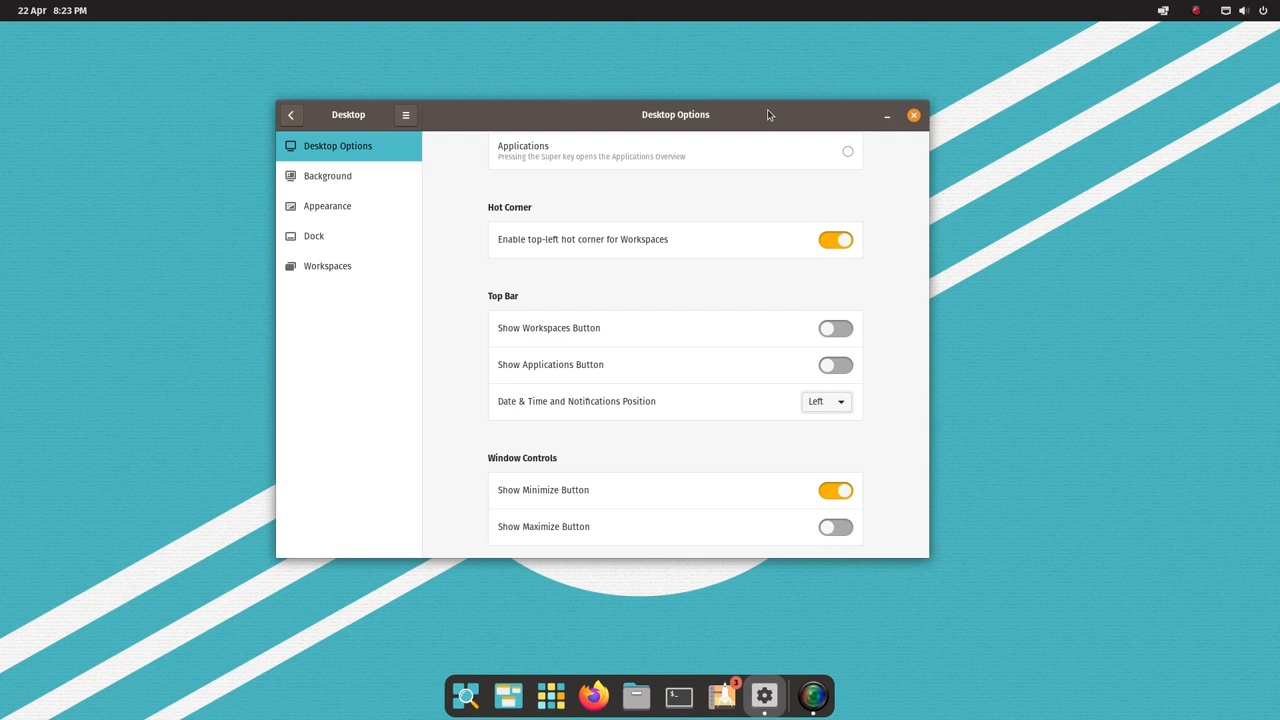 22 Apr 8:23 PM
Desktop
Desktop Options
Desktop Options
Background
Appearance
Dock
Workspaces
Applications
Pressing the Super key opens the Applications Overview
Hot Corner
Enable top-left hot corner for Workspaces
Top Bar
Show Workspaces Button
Show Applications Button
Date & Time and Notifications Position
Left
Window Controls
Show Minimize Button
Show Maximize Button
$_
3